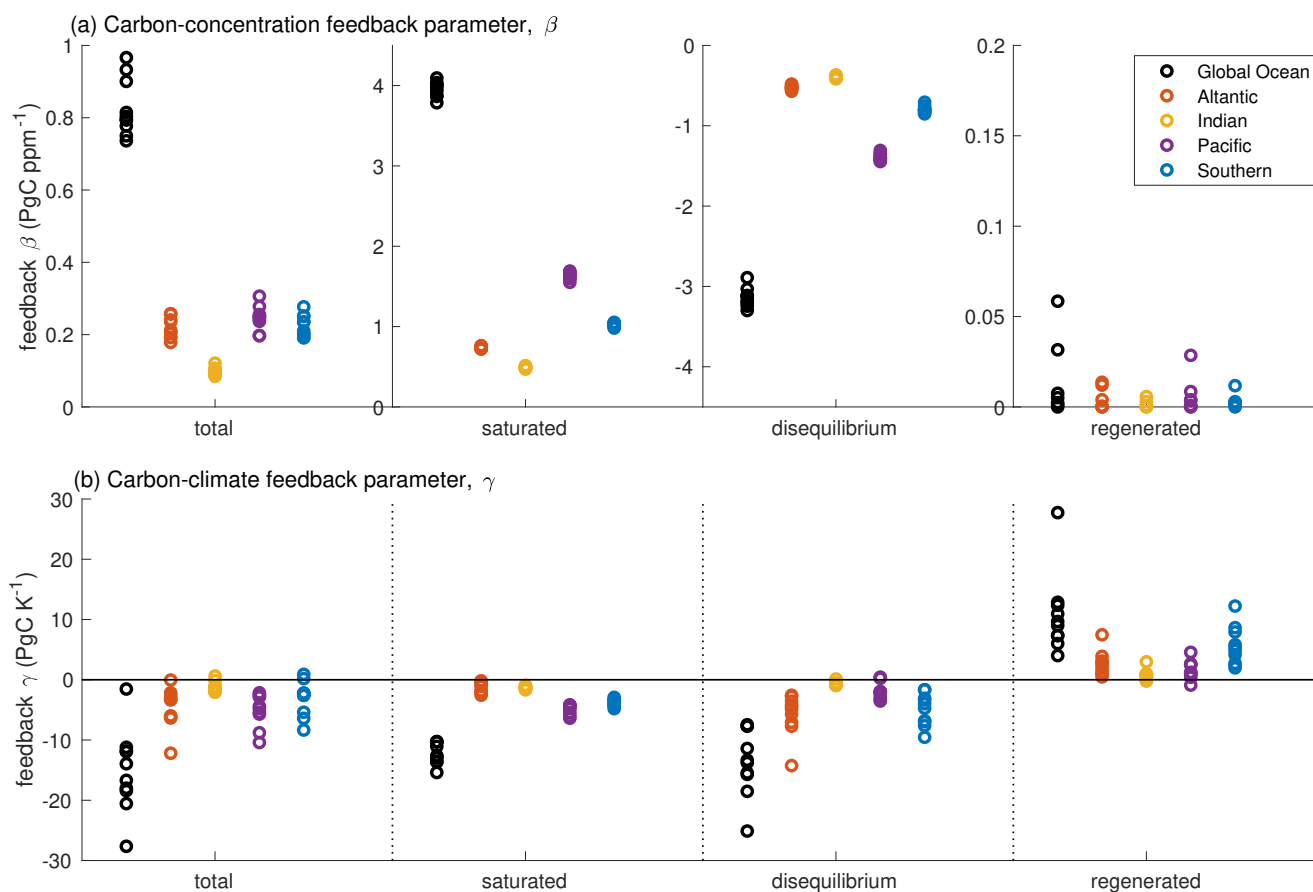 (a) Carbon-concentration feedback parameter, β
feedback β (PgC ppm⁻¹)
1
0.8
0.6
0.4
0.2
0
4
3
2
1
0
0
-1
-2
-3
-4
0.2
0.15
0.1
0.05
0
Global Ocean
Altantic
Indian
Pacific
Southern
total
saturated
disequilibrium
regenerated
(b) Carbon-climate feedback parameter, γ
feedback γ (PgC K⁻¹)
30
20
10
0
-10
-20
-30
total
saturated
disequilibrium
regenerated